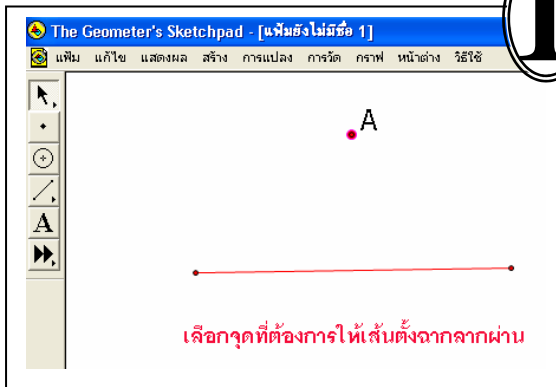 The Geometer's Sketchpad - [แฟ้มยังไม่มีชื่อ 1]
แฟ้ม แก้ไข แสดงผล สร้าง การแปลง การวัด กราฟ หน้าต่าง วิธีใช้
A
A
เลือกจุดที่ต้องการให้เส้นตั้งฉากลากผ่าน